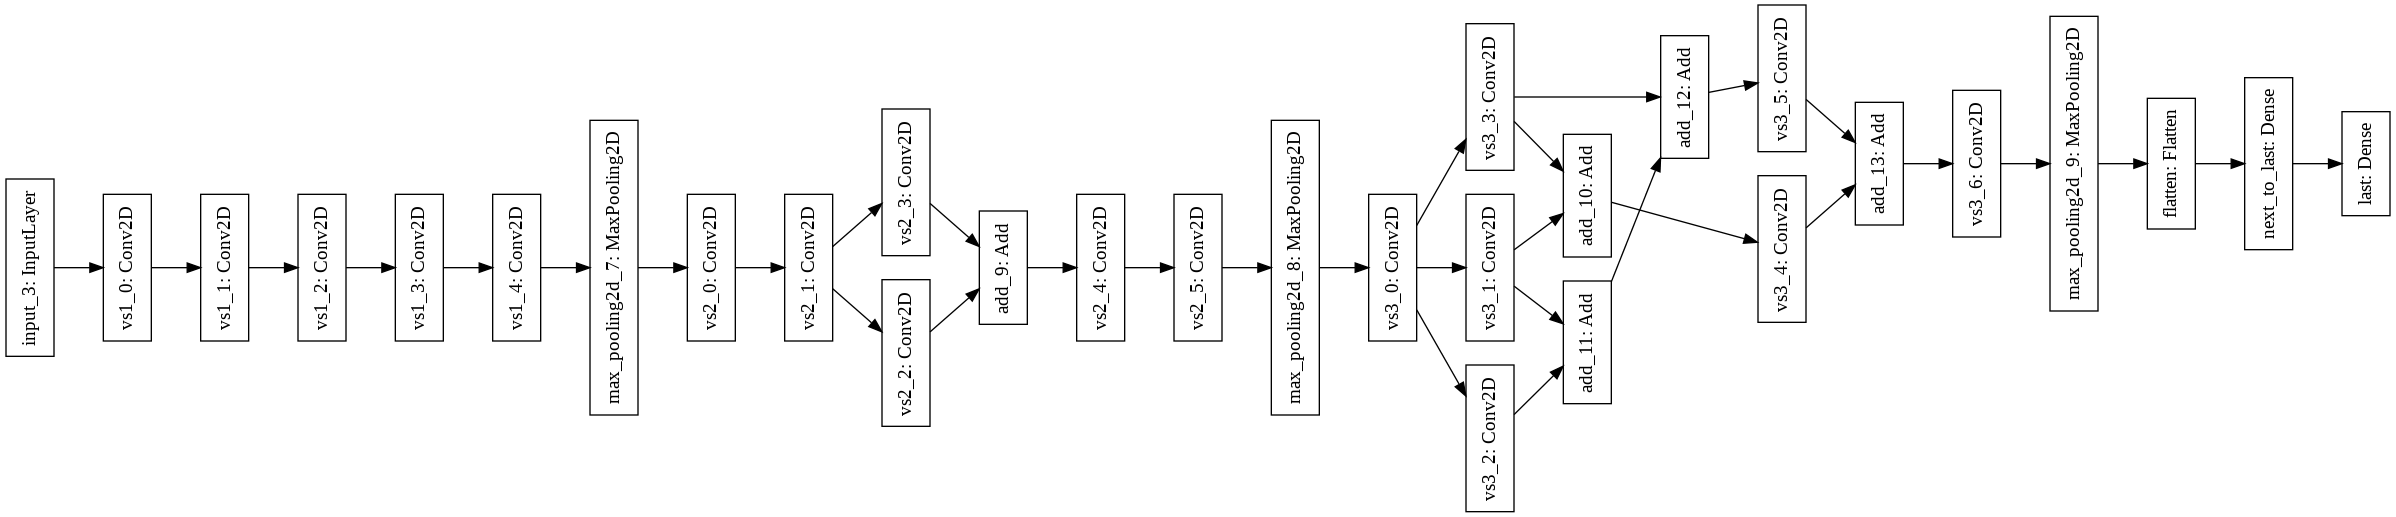 input_3: InputLayer
vs1_0: Conv2D
vs1_1: Conv2D
vs1_2: Conv2D
vs1_3: Conv2D
vs1_4: Conv2D
max_pooling2d_7: MaxPooling2D
vs2_0: Conv2D
vs2_1: Conv2D
vs2_3: Conv2D
vs2_2: Conv2D
add_9: Add
vs2_4: Conv2D
vs2_5: Conv2D
max_pooling2d_8: MaxPooling2D
vs3_0: Conv2D
vs3_3: Conv2D
vs3_1: Conv2D
vs3_2: Conv2D
add_10: Add
add_11: Add
add_12: Add
vs3_5: Conv2D
vs3_4: Conv2D
add_13: Add
vs3_6: Conv2D
max_pooling2d_9: MaxPooling2D
flatten: Flatten
next_to_last: Dense
last: Dense